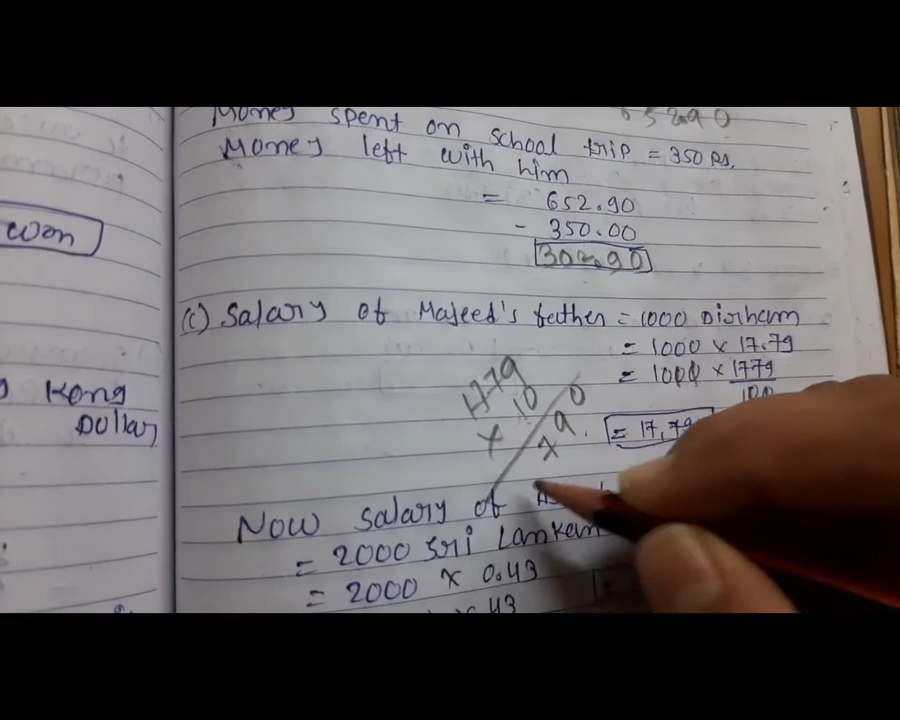 won
Kong
Dollar
Money spent on school trip = 350 Rs.
Money left with him
= 652.90
- 350.00
302.90
(c) Salary of Majeed's father = 1000 Dirham
= 1000 × 17.79
= 1000 × 1779
100
= 17,79
Now salary of
= 2000 Sri Lankan
= 2000 × 0.43
× 43